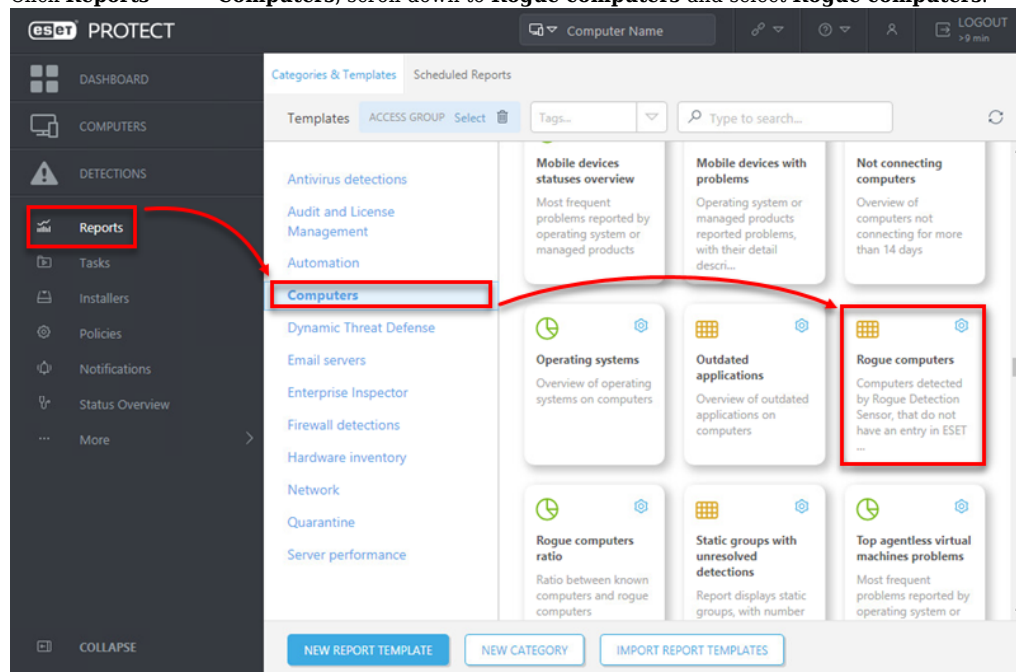 Click Reports Computers, scroll down to Rogue computers and select Rogue computers.
eset PROTECT
Computer Name
LOGOUT
>9 min
DASHBOARD
COMPUTERS
DETECTIONS
Reports
Tasks
Installers
Policies
Notifications
Status Overview
More
COLLAPSE
Categories & Templates Scheduled Reports
Templates ACCESS GROUP Select Tags... Type to search...
Antivirus detections
Audit and License
Management
Automation
Computers
Dynamic Threat Defense
Email servers
Enterprise Inspector
Firewall detections
Hardware inventory
Network
Quarantine
Server performance
Mobile devices
statuses overview
Most frequent
problems reported by
operating system or
managed products
Mobile devices with
problems
Operating system or
managed products
reported problems,
with their detail
descri...
Not connecting
computers
Overview of
computers not
connecting for more
than 14 days
Operating systems
Overview of operating
systems on computers
Outdated
applications
Overview of outdated
applications on
computers
Rogue computers
Computers detected
by Rogue Detection
Sensor, that do not
have an entry in ESET
...
Rogue computers
ratio
Ratio between known
computers and rogue
computers
Static groups with
unresolved
detections
Report displays static
groups, with number
Top agentless virtual
machines problems
Most frequent
problems reported by
operating system or
NEW REPORT TEMPLATE NEW CATEGORY IMPORT REPORT TEMPLATES